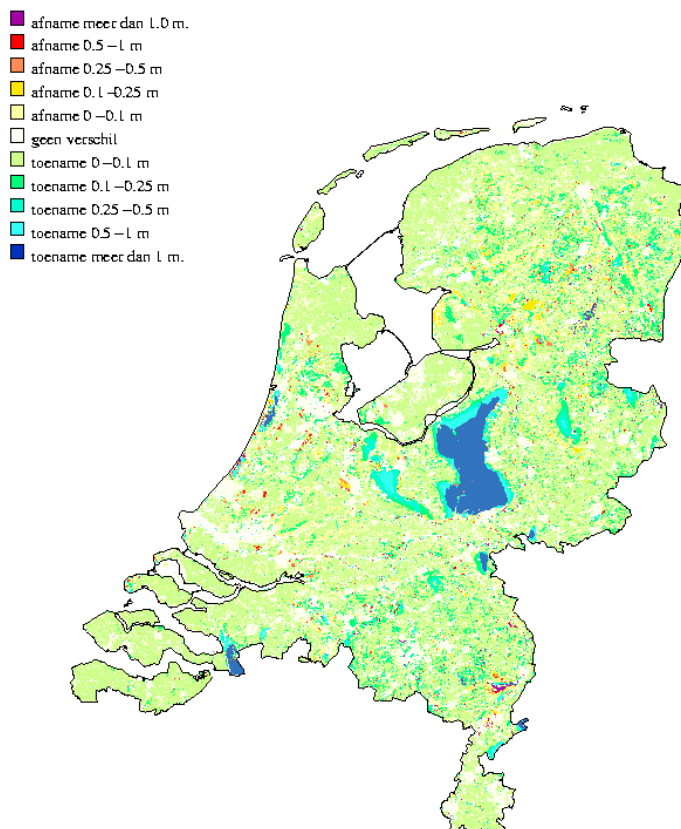 afname meer dan 1.0 m.
afname 0.5–1 m
afname 0.25–0.5 m
afname 0.1–0.25 m
afname 0–0.1 m
geen verschil
toename 0–0.1 m
toename 0.1–0.25 m
toename 0.25–0.5 m
toename 0.5–1 m
toename meer dan 1 m.